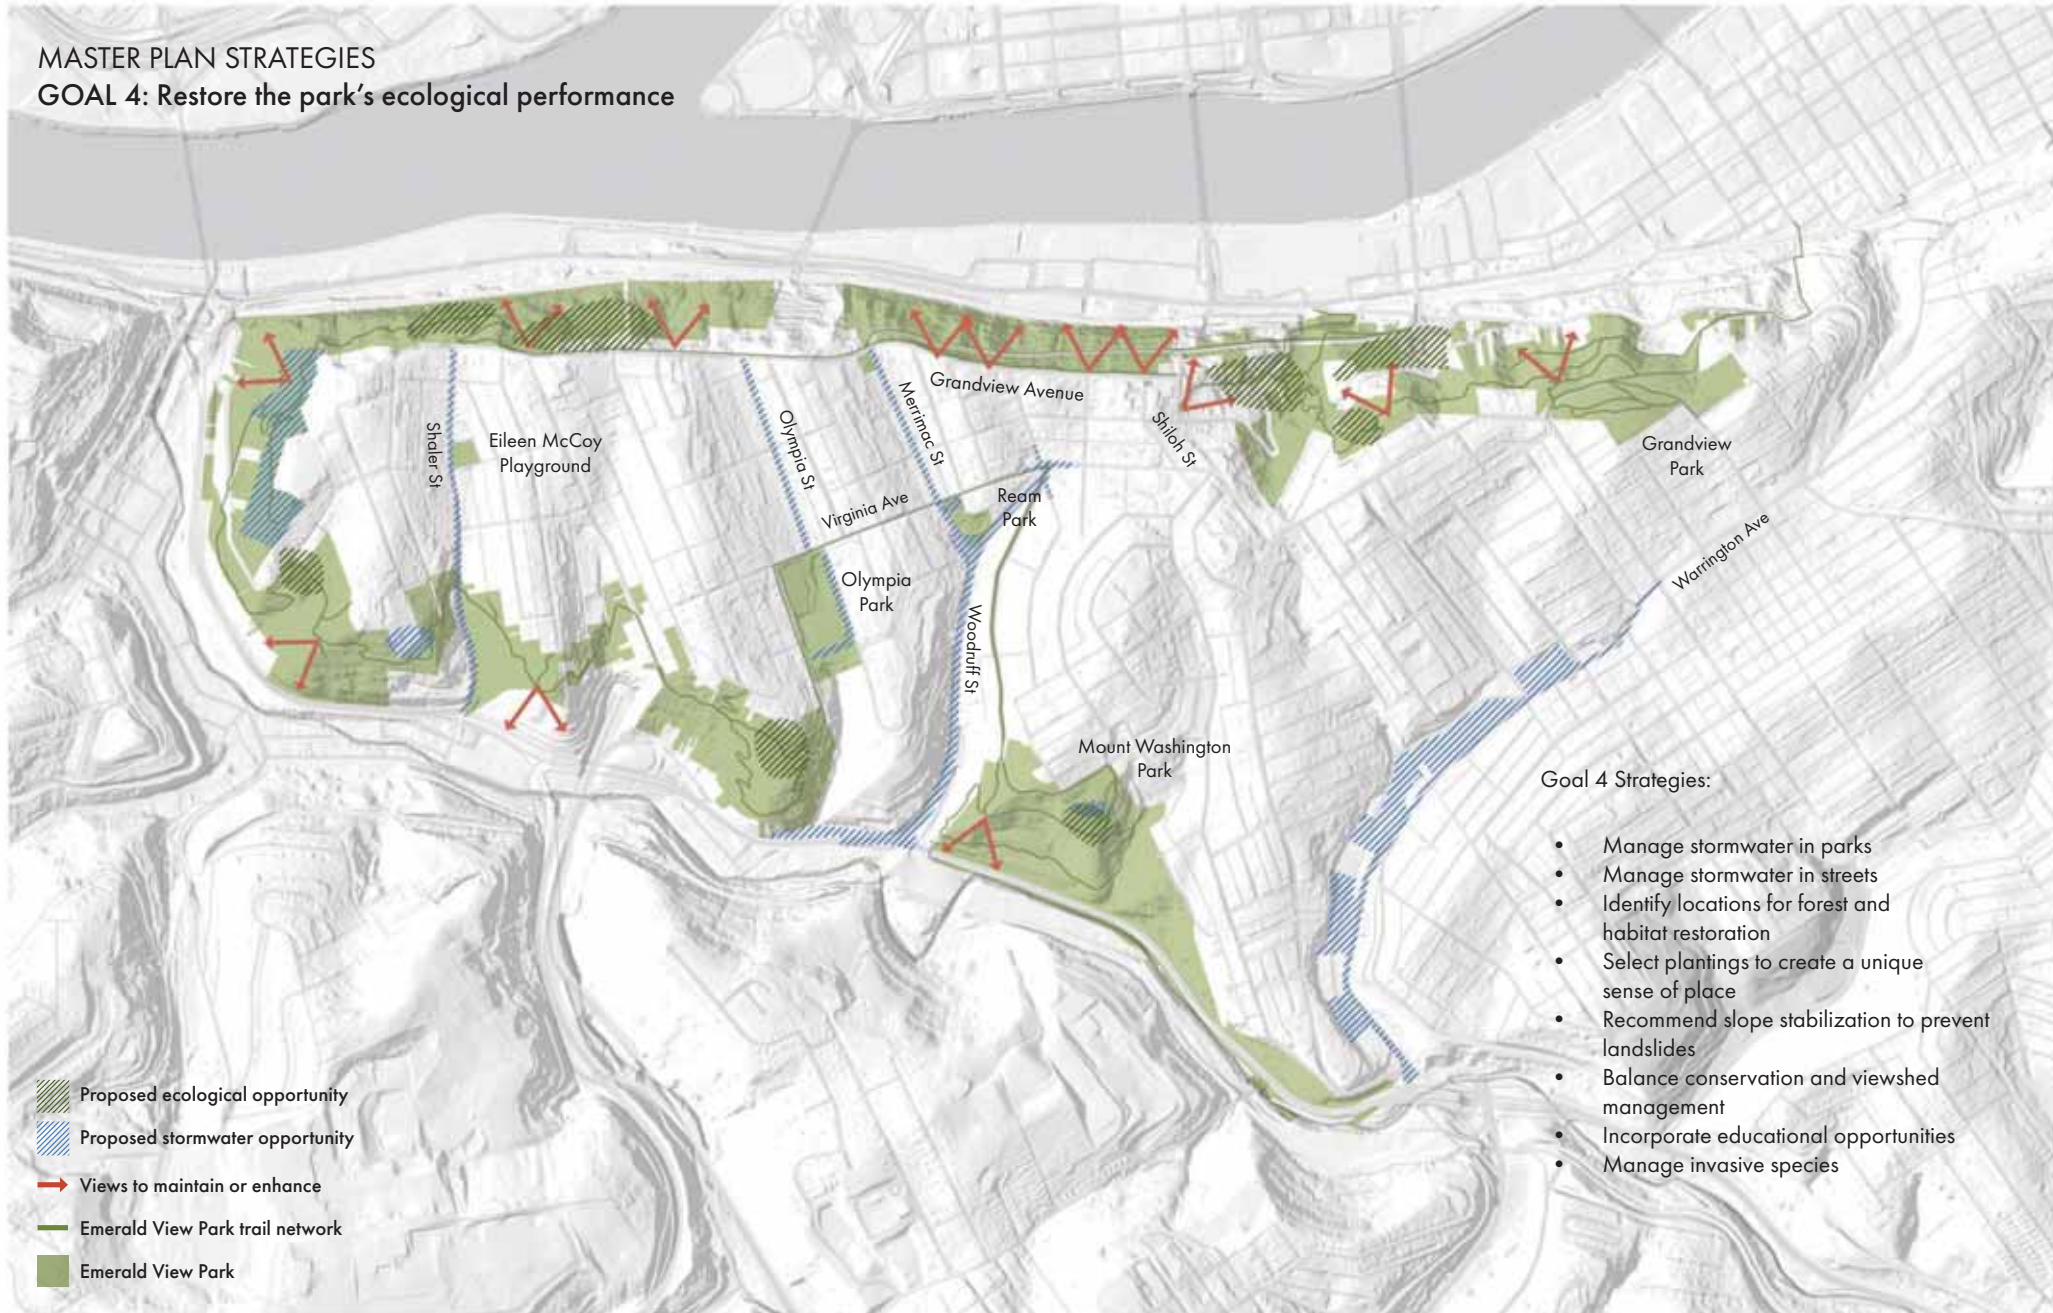 MASTER PLAN STRATEGIES
GOAL 4: Restore the park's ecological performance
Grandview Avenue
Shaler St
Eileen McCoy
Playground
Olympia St
Merrimac St
Shiloh St
Grandview
Park
Virginia Ave
Ream
Park
Warrington Ave
Olympia
Park
Woodruff St
Mount Washington
Park
Goal 4 Strategies:
• Manage stormwater in parks
• Manage stormwater in streets
• Identify locations for forest and
habitat restoration
• Select plantings to create a unique
sense of place
• Recommend slope stabilization to prevent
landslides
• Balance conservation and viewshed
management
• Incorporate educational opportunities
• Manage invasive species
Proposed ecological opportunity
Proposed stormwater opportunity
Views to maintain or enhance
Emerald View Park trail network
Emerald View Park